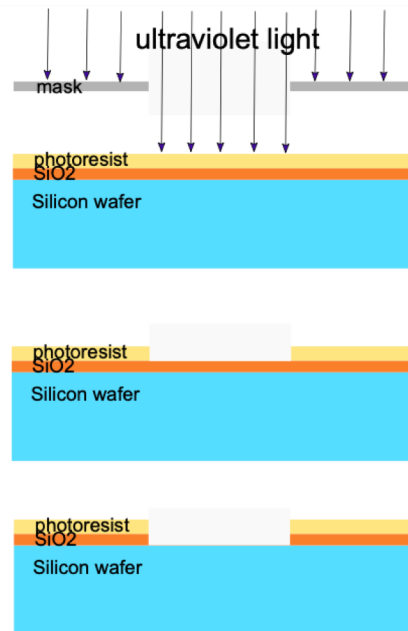 ultraviolet light
mask
photoresist
SiO2
Silicon wafer
photoresist
SiO2
Silicon wafer
photoresist
SiO2
Silicon wafer